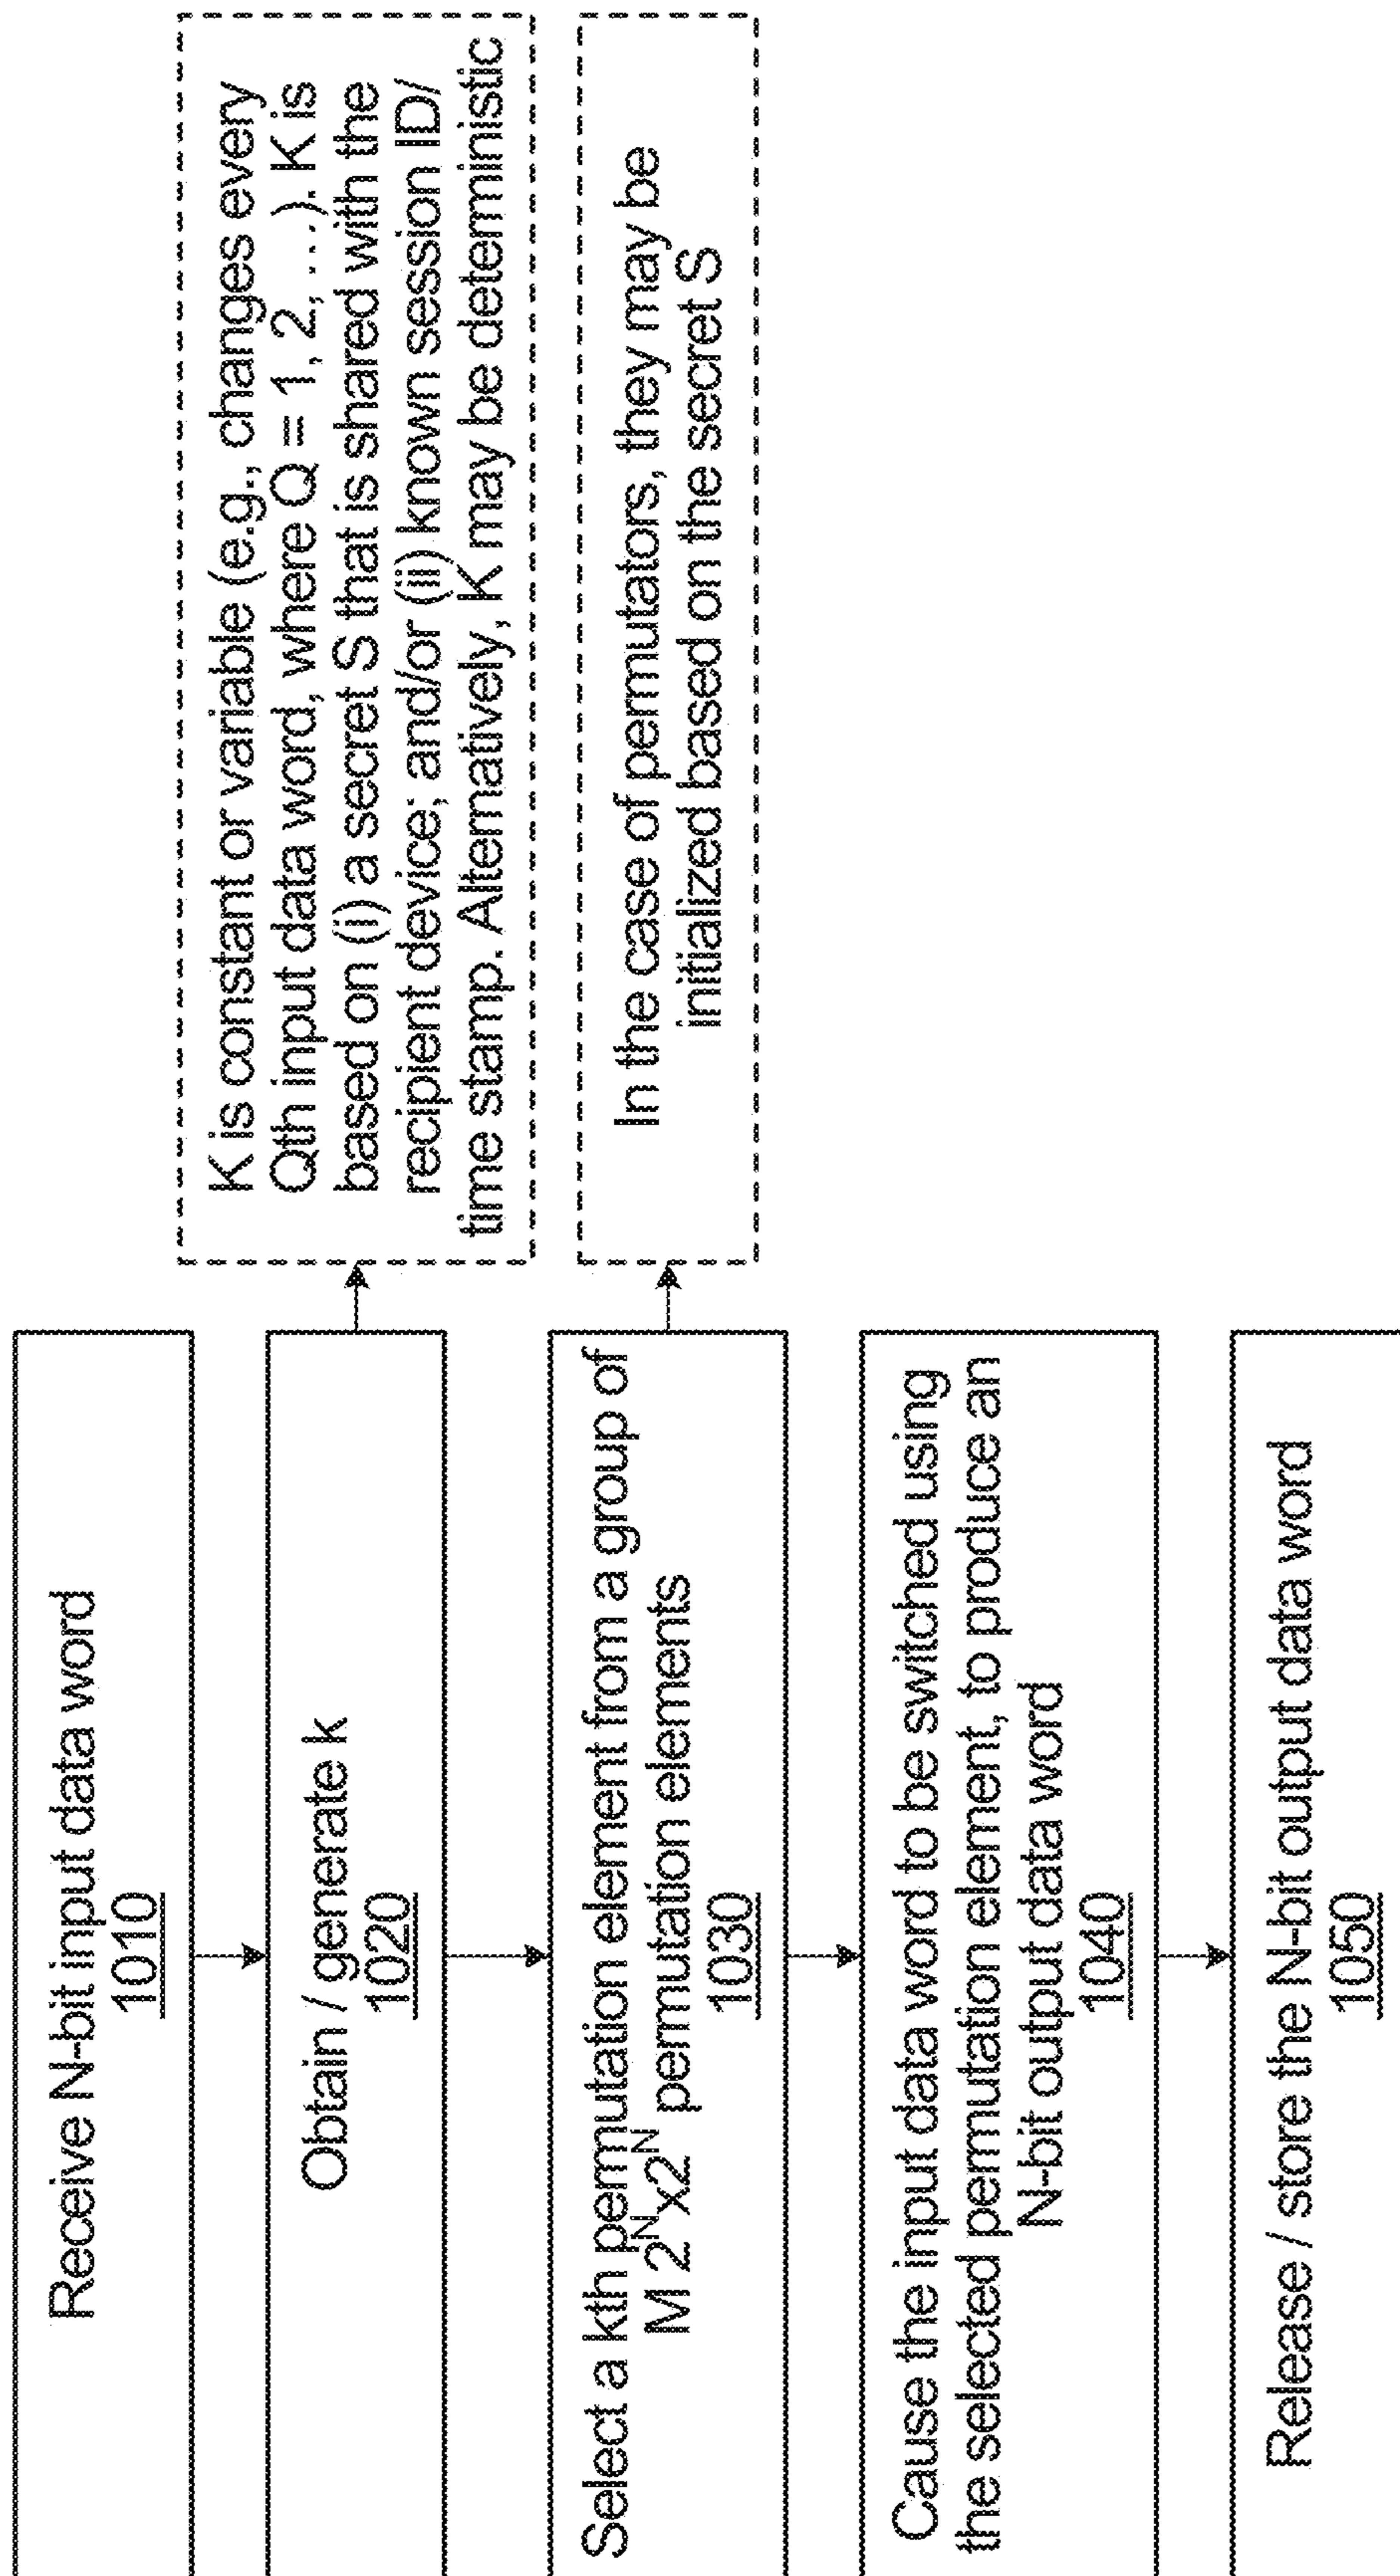 Receive N-bit input data word
1010
Obtain / generate k
1020
K is constant or variable (e.g., changes every
Qth input data word, where Q = 1, 2, …). K is
based on (i) a secret S that is shared with the
recipient device; and/or (ii) known session ID/
time stamp. Alternatively, K may be deterministic
Select a kth permutation element from a group of
M 2^N x2^N permutation elements
1030
In the case of permutators, they may be
initialized based on the secret S
Cause the input data word to be switched using
the selected permutation element, to produce an
N-bit output data word
1040
Release / store the N-bit output data word
1050